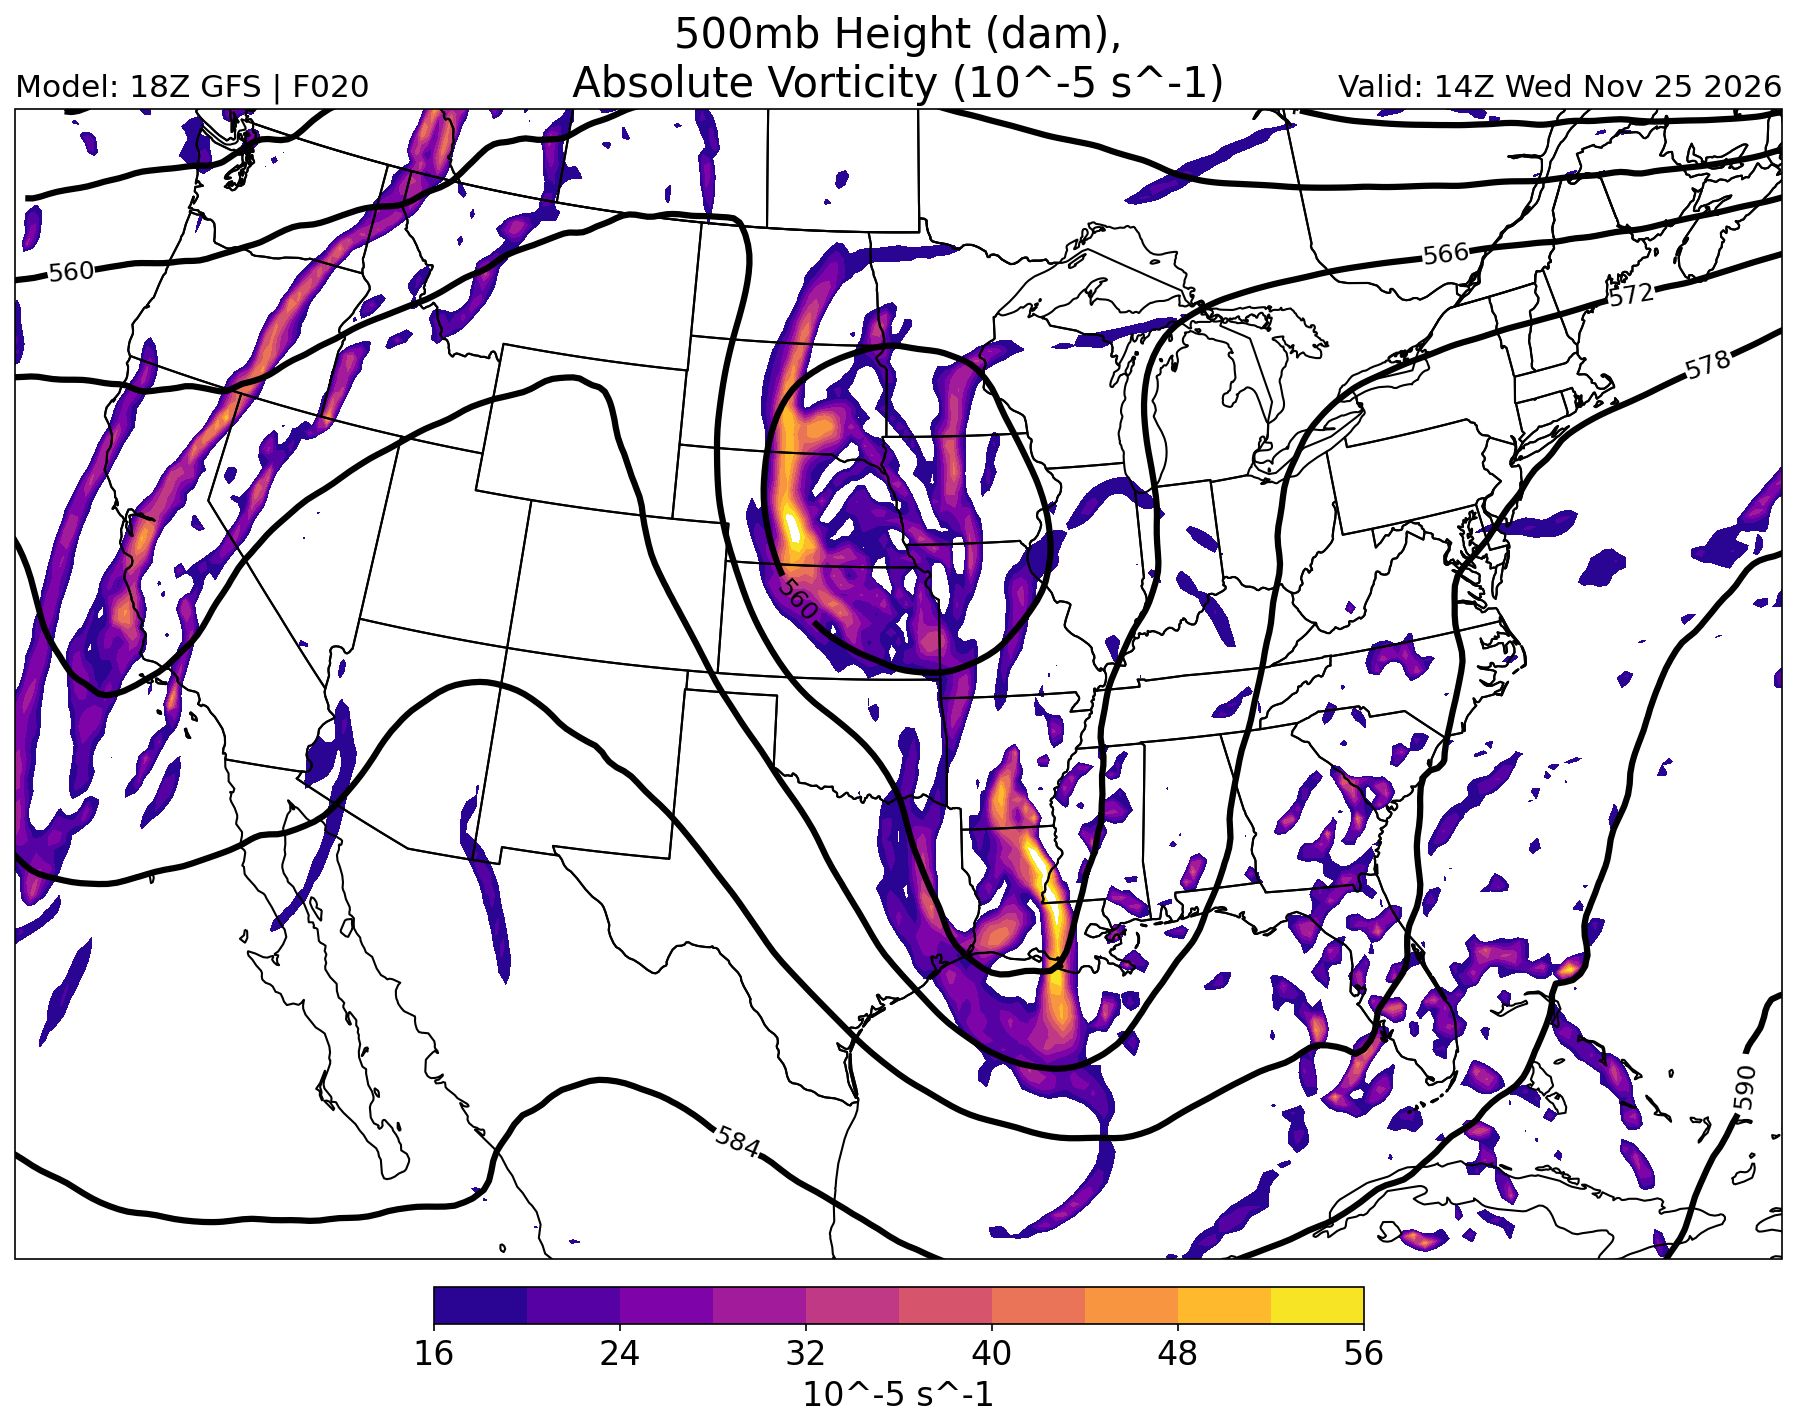 500mb Height (dam),
Model: 18Z GFS | F020
Absolute Vorticity (10^-5 s^-1)
Valid: 14Z Wed Nov 25 2026
560
566
572
578
560
584
590
16 24 32 40 48 56
10^-5 s^-1